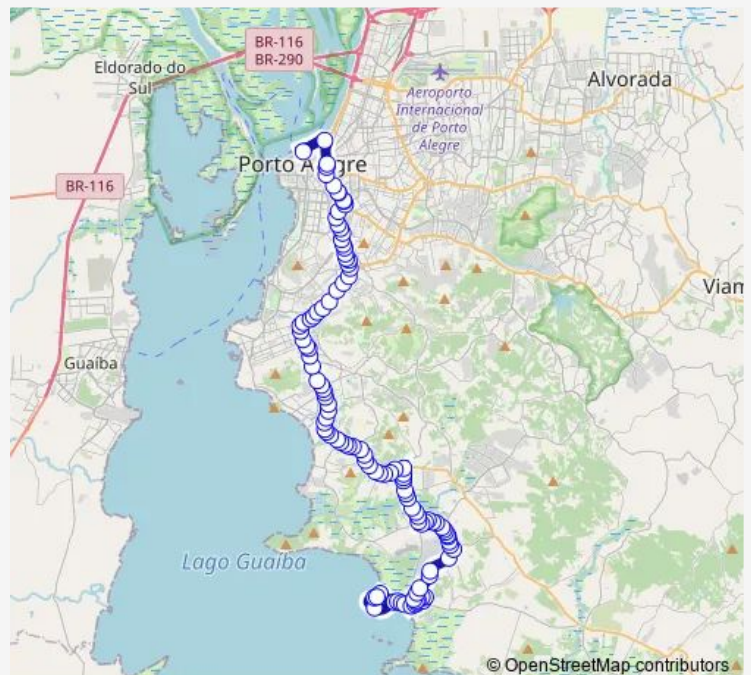 BR-116
BR-290
Eldorado do
Sul
Alvorada
Aeroporto
Internacional
de Porto
Alegre
Porto Alegre
BR-116
Viam
Guaíba
Lago Guaíba
© OpenStreetMap contributors